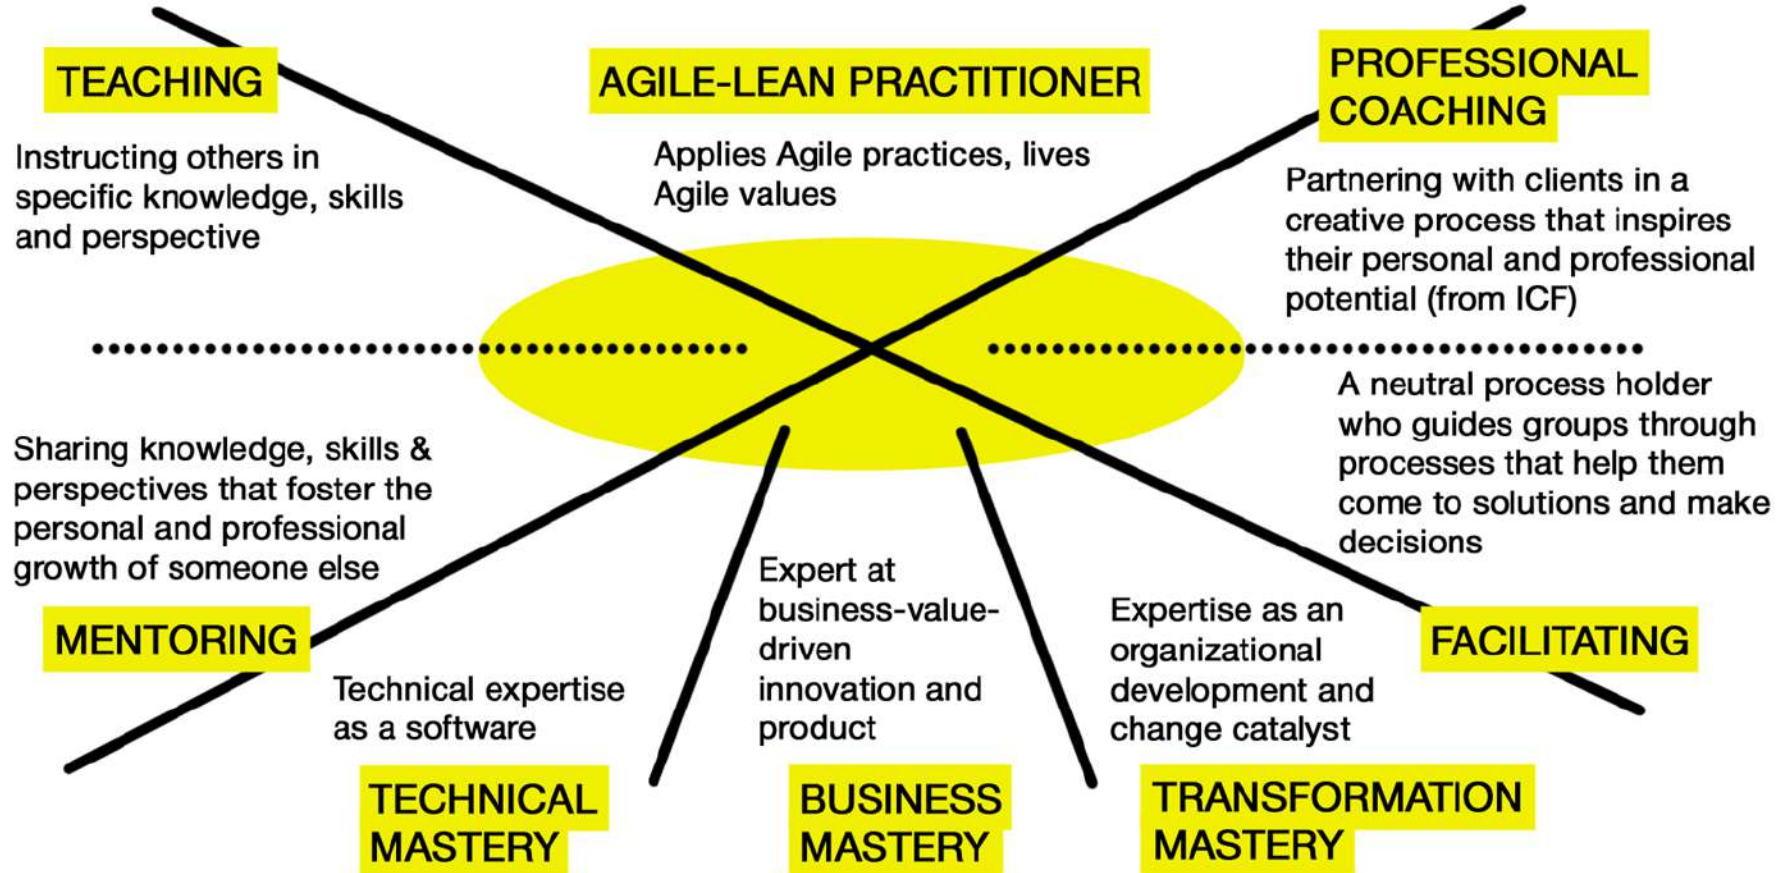 TEACHING
Instructing others in
specific knowledge, skills
and perspective
AGILE-LEAN PRACTITIONER
Applies Agile practices, lives
Agile values
PROFESSIONAL
COACHING
Partnering with clients in a
creative process that inspires
their personal and professional
potential (from ICF)
Sharing knowledge, skills &
perspectives that foster the
personal and professional
growth of someone else
MENTORING
A neutral process holder
who guides groups through
processes that help them
come to solutions and make
decisions
FACILITATING
Technical expertise
as a software
TECHNICAL
MASTERY
Expert at
business-value-
driven
innovation and
product
BUSINESS
MASTERY
Expertise as an
organizational
development and
change catalyst
TRANSFORMATION
MASTERY